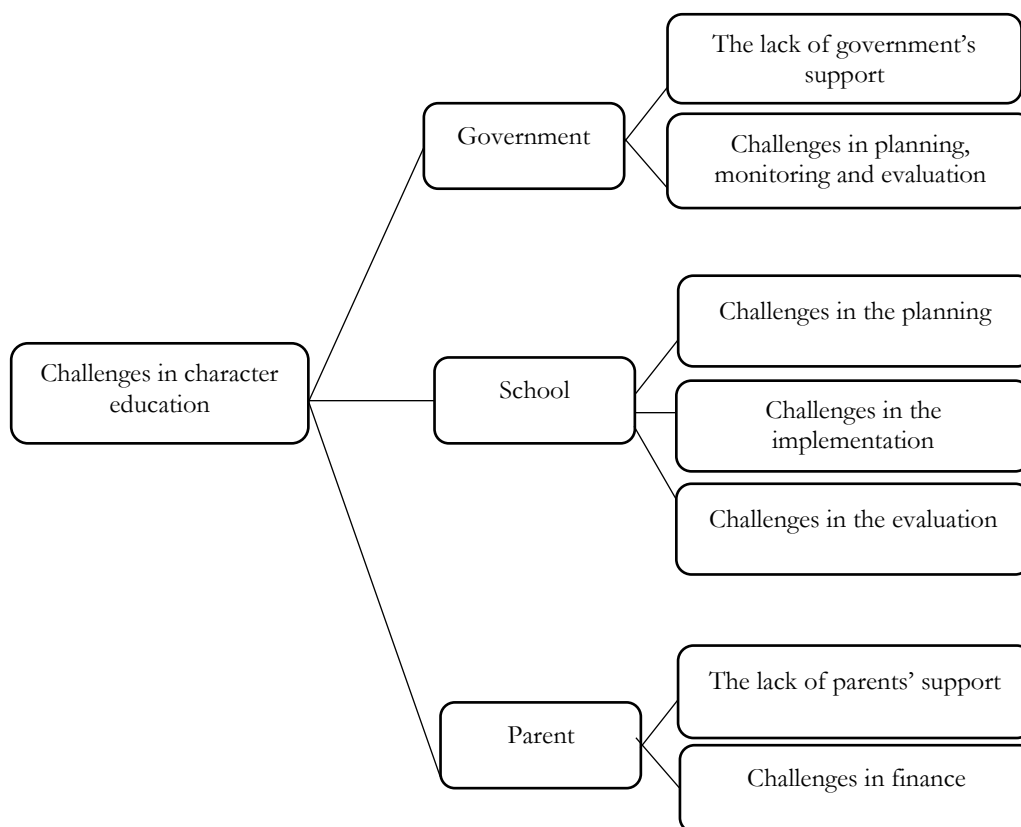 The lack of government’s
support
Government
Challenges in planning,
monitoring and evaluation
Challenges in the planning
Challenges in character
education
School
Challenges in the
implementation
Challenges in the evaluation
The lack of parents’ support
Parent
Challenges in finance